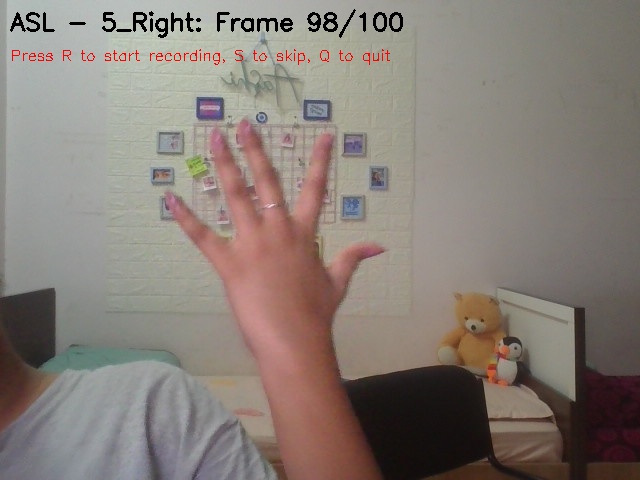 ASL - 5_Right: Frame 98/100
Press R to start recording, S to skip, Q to quit